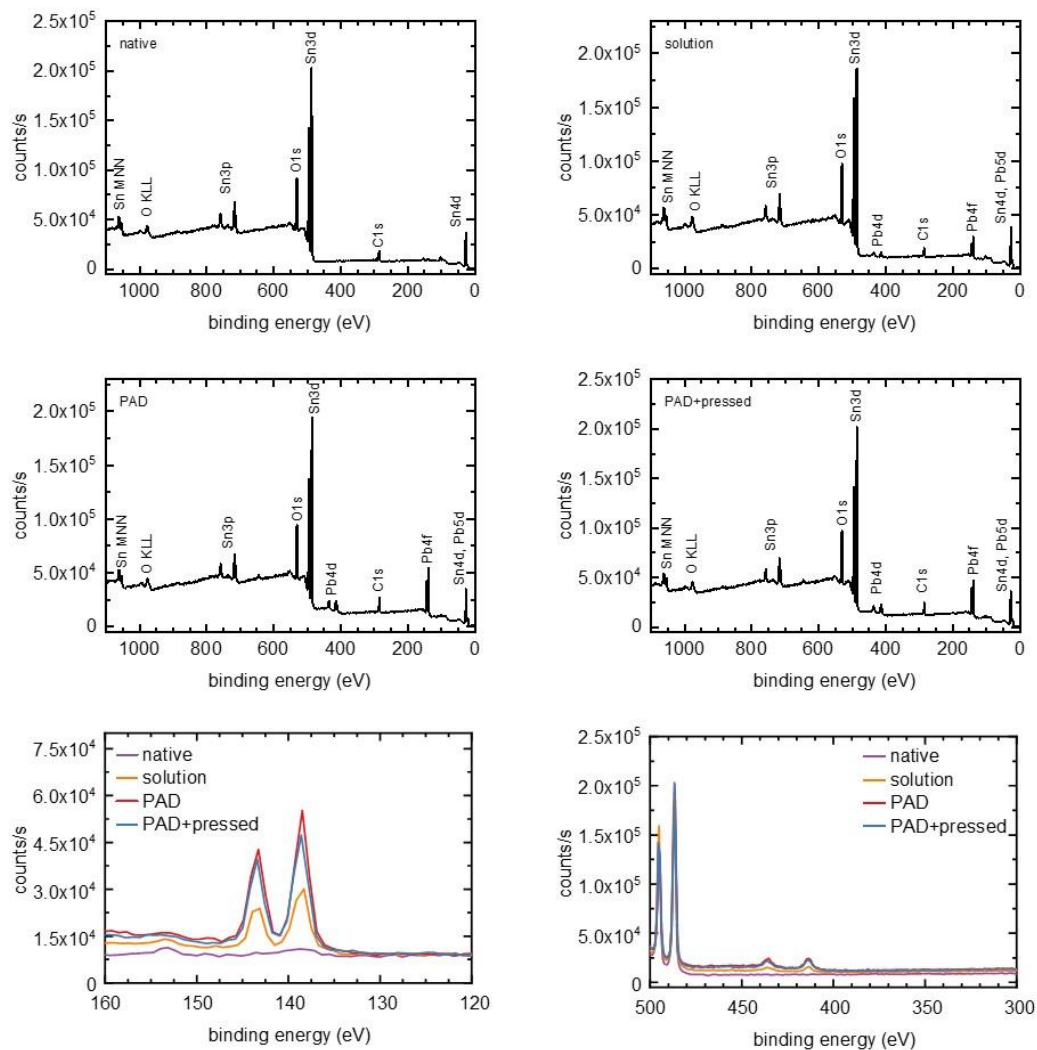 native
2.0x10⁵
1.5x10⁵
1.0x10⁵
5.0x10⁴
0
counts/s
Sn MNN
O KLL
Sn3p
O1s
Sn3d
C1s
Sn4d
1000 800 600 400 200 0
binding energy (eV)
solution
2.0x10⁵
1.5x10⁵
1.0x10⁵
5.0x10⁴
0
counts/s
Sn MNN
O KLL
Sn3p
O1s
Sn3d
Pb4d
C1s
Pb4f
Sn4d, Pb5d
1000 800 600 400 200 0
binding energy (eV)
PAD
2.0x10⁵
1.5x10⁵
1.0x10⁵
5.0x10⁴
0
counts/s
Sn MNN
O KLL
Sn3p
O1s
Sn3d
Pb4d
C1s
Pb4f
Sn4d, Pb5d
1000 800 600 400 200 0
binding energy (eV)
PAD+pressed
2.5x10⁵
2.0x10⁵
1.5x10⁵
1.0x10⁵
5.0x10⁴
0
counts/s
Sn MNN
O KLL
Sn3p
O1s
Sn3d
Pb4d
C1s
Pb4f
Sn4d, Pb5d
1000 800 600 400 200 0
binding energy (eV)
7.5x10⁴
6.0x10⁴
4.5x10⁴
3.0x10⁴
1.5x10⁴
0
counts/s
native
solution
PAD
PAD+pressed
160 150 140 130 120
binding energy (eV)
2.5x10⁵
2.0x10⁵
1.5x10⁵
1.0x10⁵
5.0x10⁴
0
counts/s
native
solution
PAD
PAD+pressed
500 450 400 350 300
binding energy (eV)